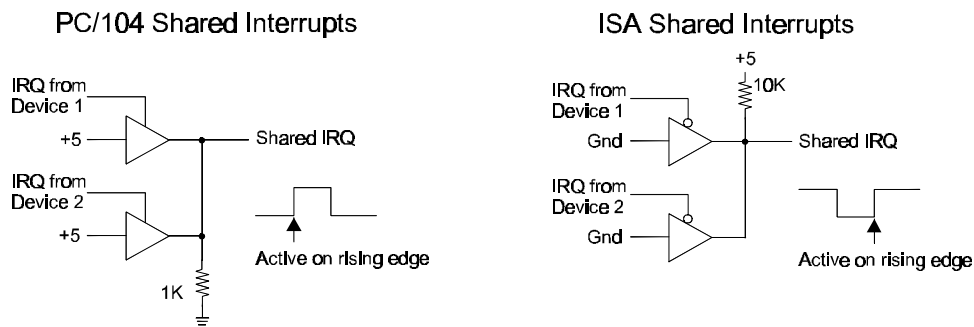 PC/104 Shared Interrupts
IRQ from
Device 1
+5
Shared IRQ
IRQ from
Device 2
+5
Active on rising edge
1K
ISA Shared Interrupts
+5
10K
IRQ from
Device 1
Gnd
Shared IRQ
IRQ from
Device 2
Gnd
Active on rising edge